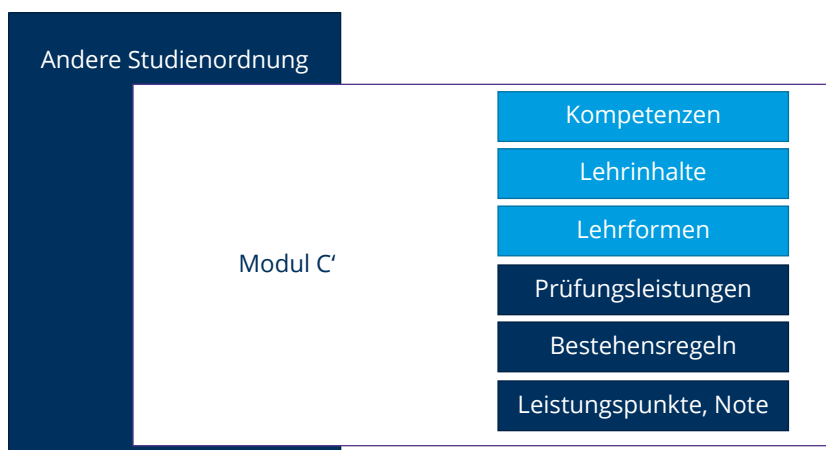 Andere Studienordnung
Kompetenzen
Lehrinhalte
Lehrformen
Modul C‘
Prüfungsleistungen
Bestehensregeln
Leistungspunkte, Note